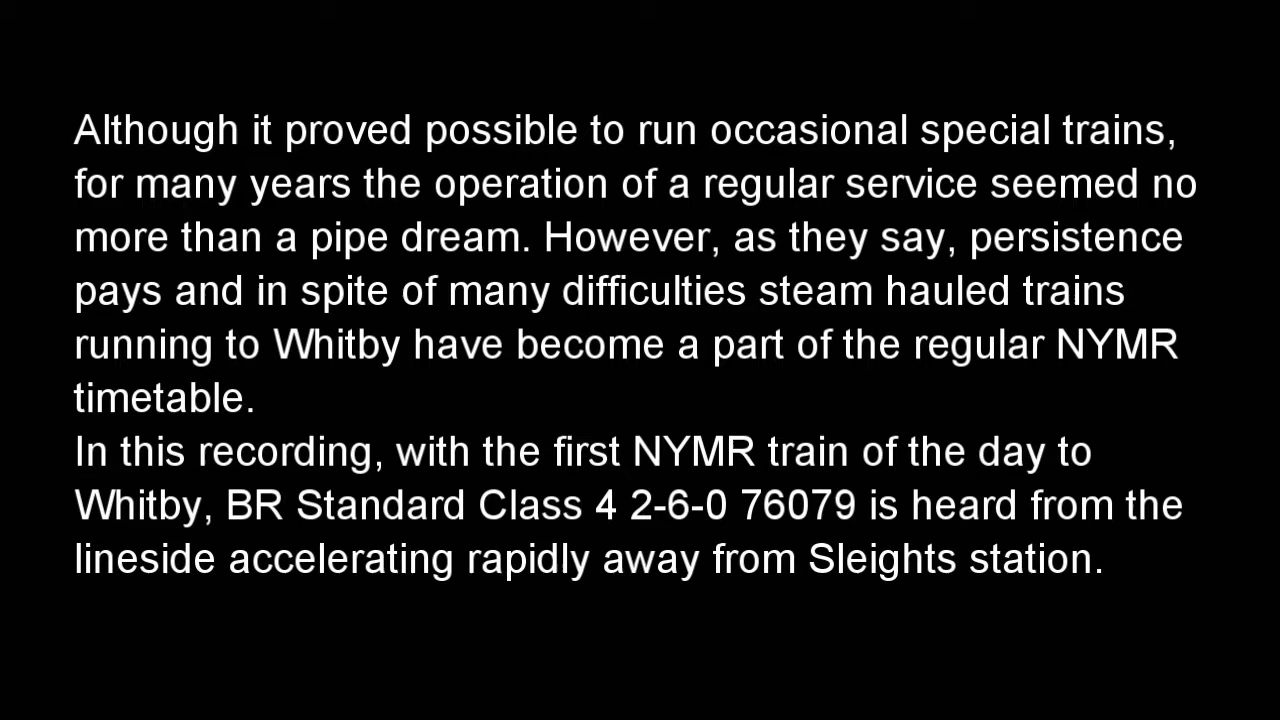 Although it proved possible to run occasional special trains,
for many years the operation of a regular service seemed no
more than a pipe dream. However, as they say, persistence
pays and in spite of many difficulties steam hauled trains
running to Whitby have become a part of the regular NYMR
timetable.
In this recording, with the first NYMR train of the day to
Whitby, BR Standard Class 4 2-6-0 76079 is heard from the
lineside accelerating rapidly away from Sleights station.